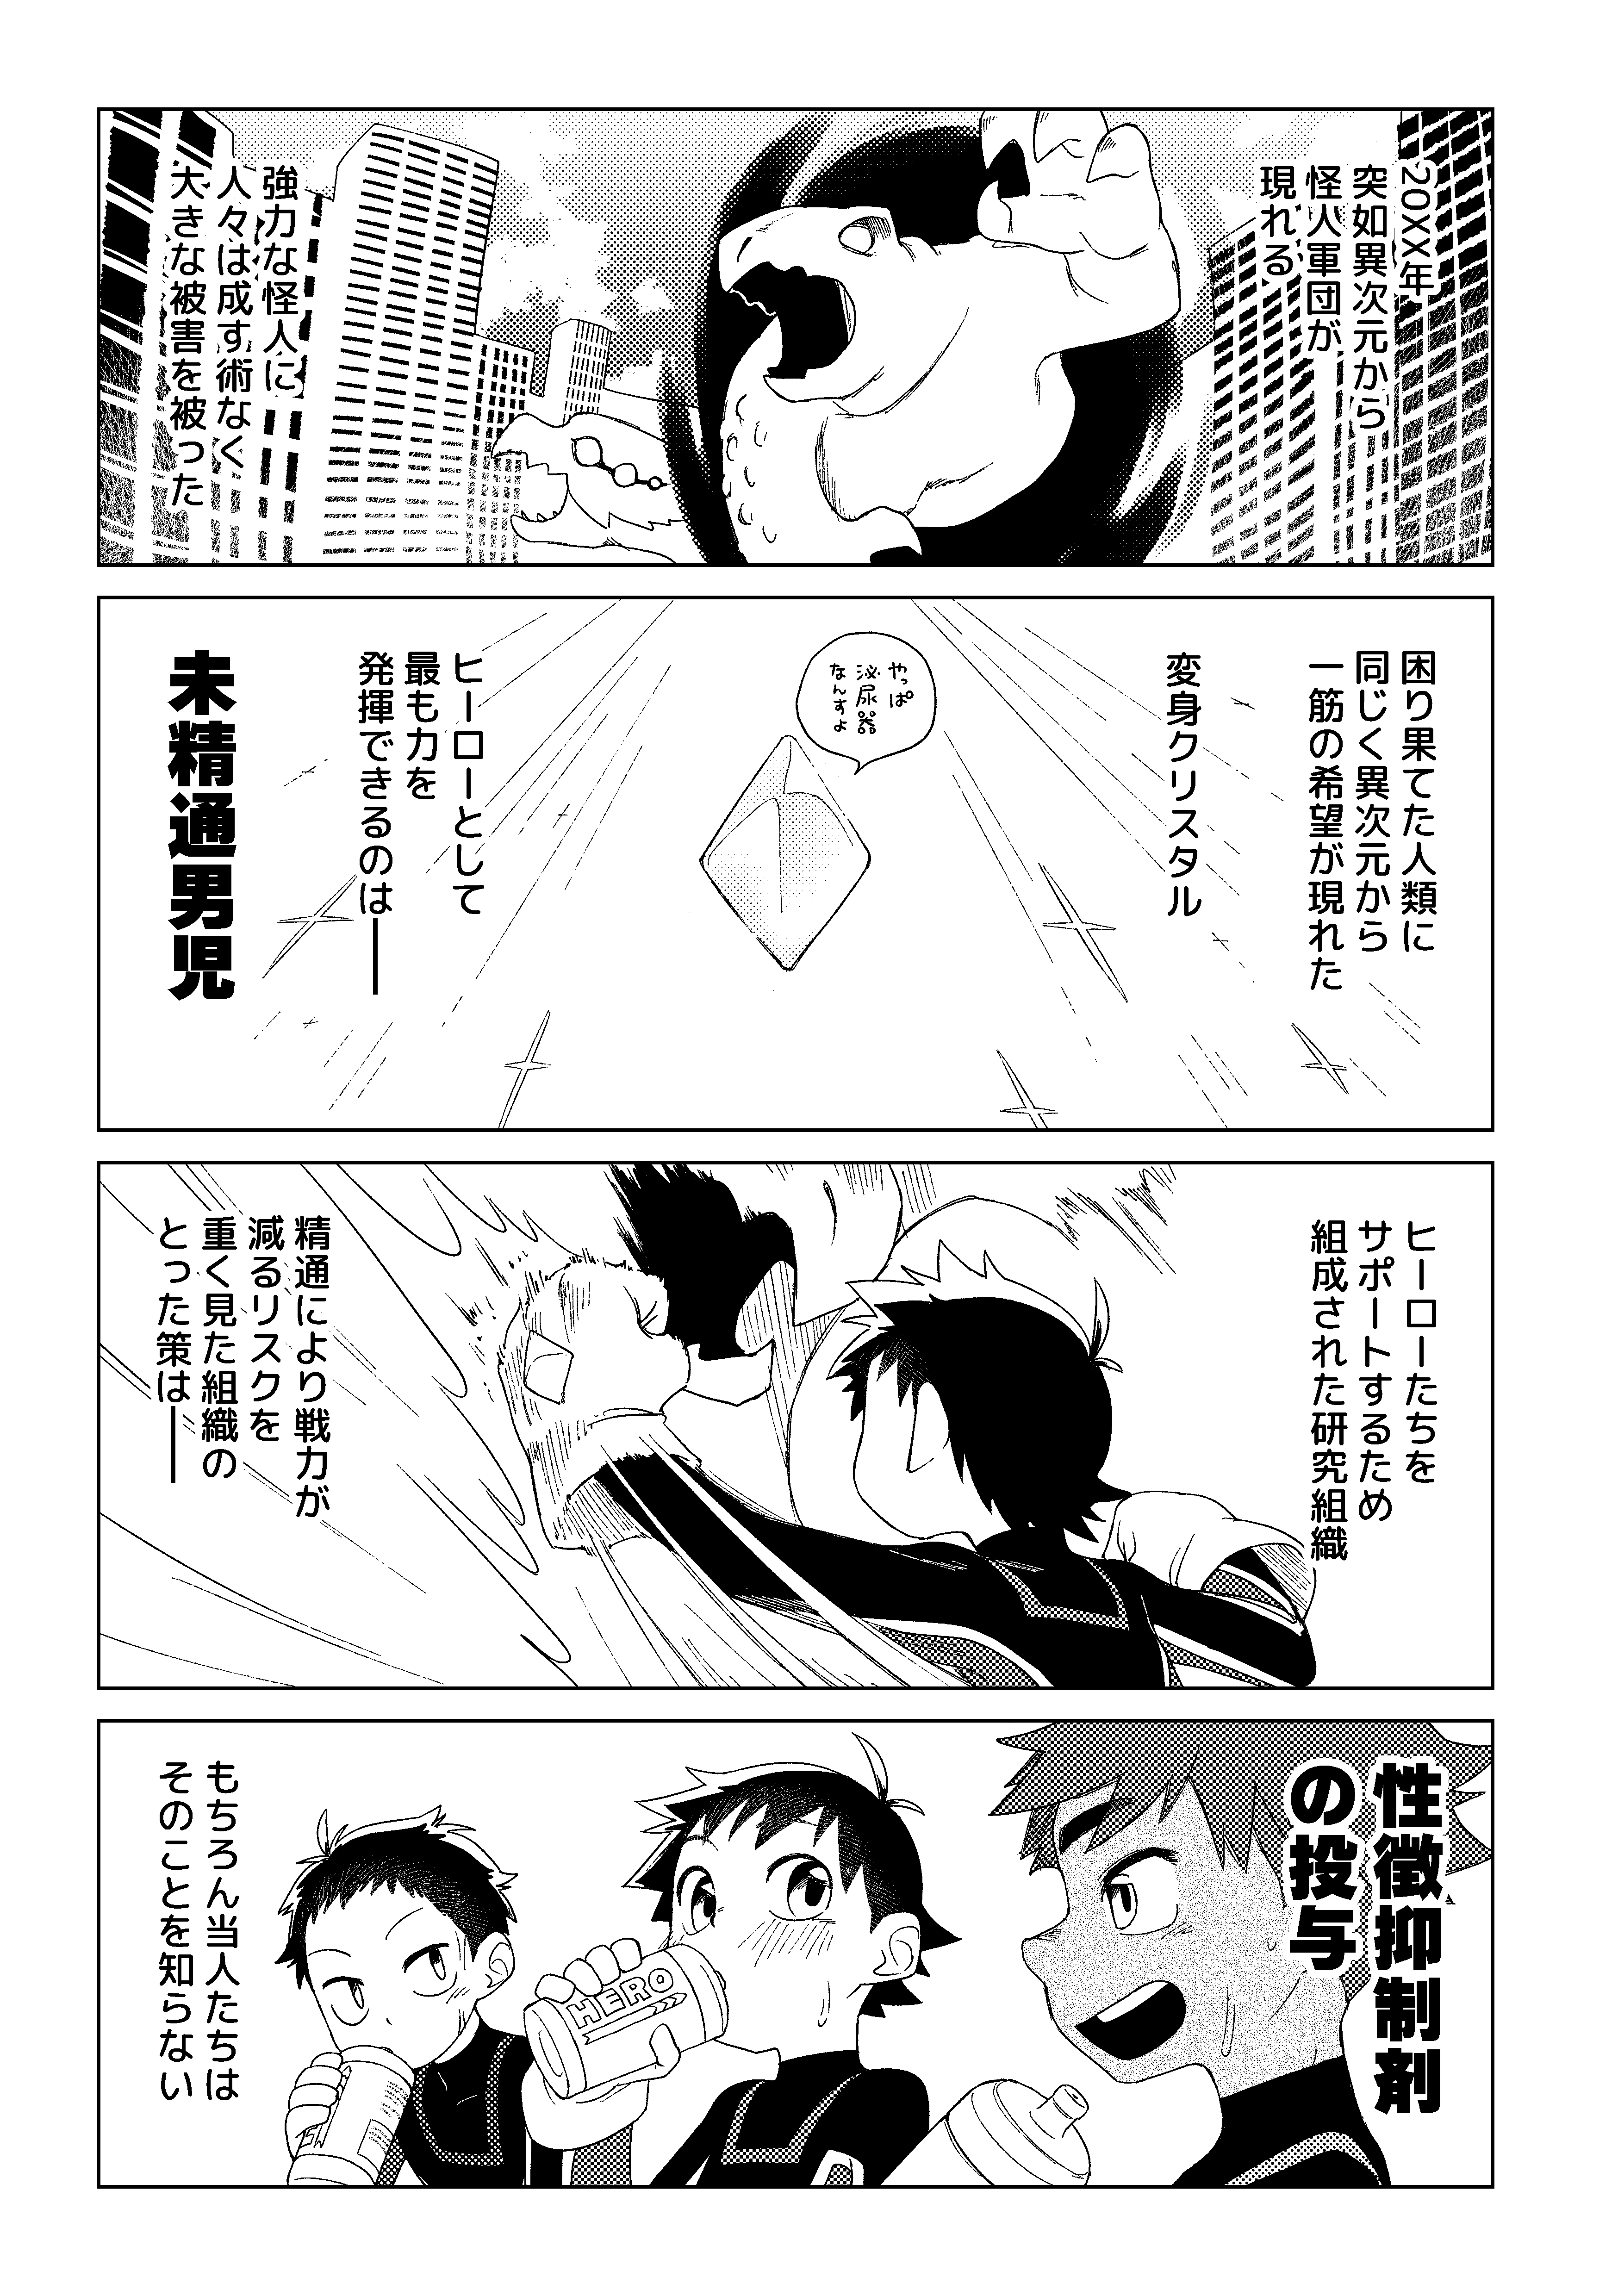 20XX年
突如異次元から
怪人軍団が
現れる
強力な怪人に
人々は成す術なく
大きな被害を被った
困り果てた人類に
同じく異次元から
一筋の希望が現れた
変身クリスタル
やっぱ
泌尿器
なんすよ
ヒーローとして
最も力を
発揮できるのは――
未精通男児
ヒーローたちを
サポートするため
組成された研究組織
精通により戦力が
減るリスクを
重く見た組織の
とった策は――
性徴抑制剤
の投与
HERO
もちろん当人たちは
そのことを知らない